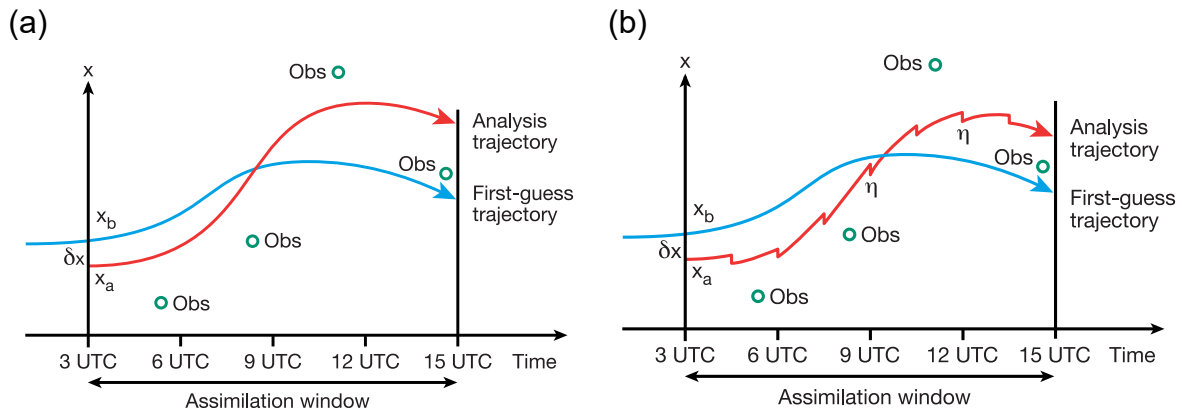 (a)
x
Obs
Analysis
trajectory
Obs
First-guess
trajectory
x_b
Obs
δx
x_a
Obs
3 UTC 6 UTC 9 UTC 12 UTC 15 UTC Time
Assimilation window
(b)
x
Obs
η
Analysis
trajectory
Obs
η
First-guess
trajectory
x_b
Obs
δx
x_a
Obs
3 UTC 6 UTC 9 UTC 12 UTC 15 UTC Time
Assimilation window